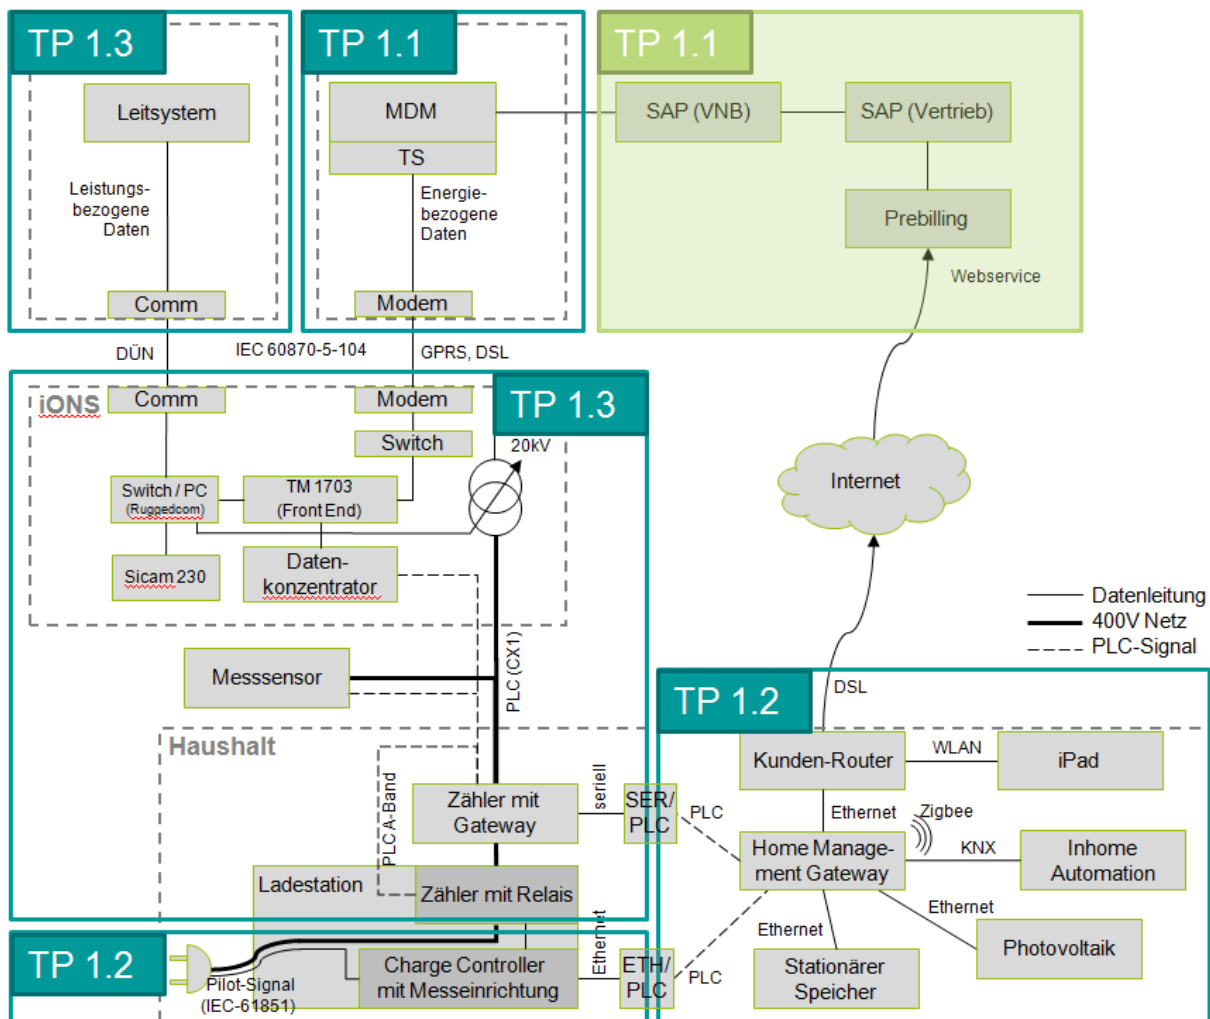 TP 1.3
Leitsystem
Leistungs-
bezogene
Daten
Comm
TP 1.1
MDM
TS
Energie-
bezogene
Daten
Modem
TP 1.1
SAP (VNB)
SAP (Vertrieb)
Prebilling
Webservice
DÜN
IEC 60870-5-104
GPRS, DSL
iONS
Comm
Modem
TP 1.3
Switch
20kV
Switch / PC
(Ruggedcom)
TM 1703
(Front End)
Sicam 230
Daten-
konzentrator
Internet
Datenleitung
400V Netz
PLC-Signal
Messsensor
PLC (CX1)
DSL
TP 1.2
Haushalt
Kunden-Router
WLAN
iPad
PLC A-Band
Zähler mit
Gateway
seriell
SER/
PLC
PLC
Ethernet
Zigbee
Home Manage-
ment Gateway
KNX
Inhome
Automation
Ladestation
Zähler mit Relais
Ethernet
Ethernet
Ethernet
Photovoltaik
TP 1.2
Pilot-Signal
(IEC-61851)
Charge Controller
mit Messeinrichtung
ETH/
PLC
PLC
Stationärer
Speicher